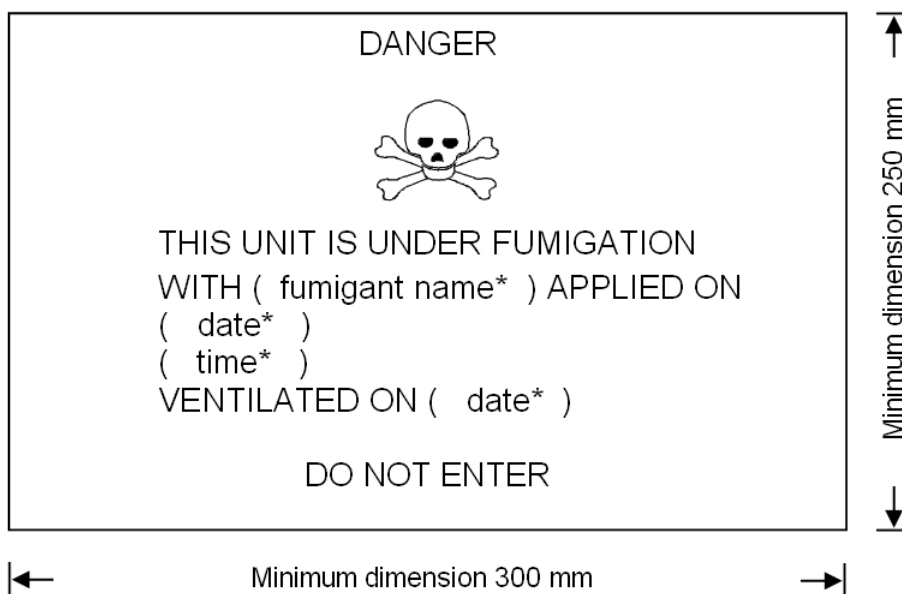 DANGER
THIS UNIT IS UNDER FUMIGATION
WITH ( fumigant name* ) APPLIED ON
( date* )
( time* )
VENTILATED ON ( date* )
DO NOT ENTER
Minimum dimension 250 mm
Minimum dimension 300 mm